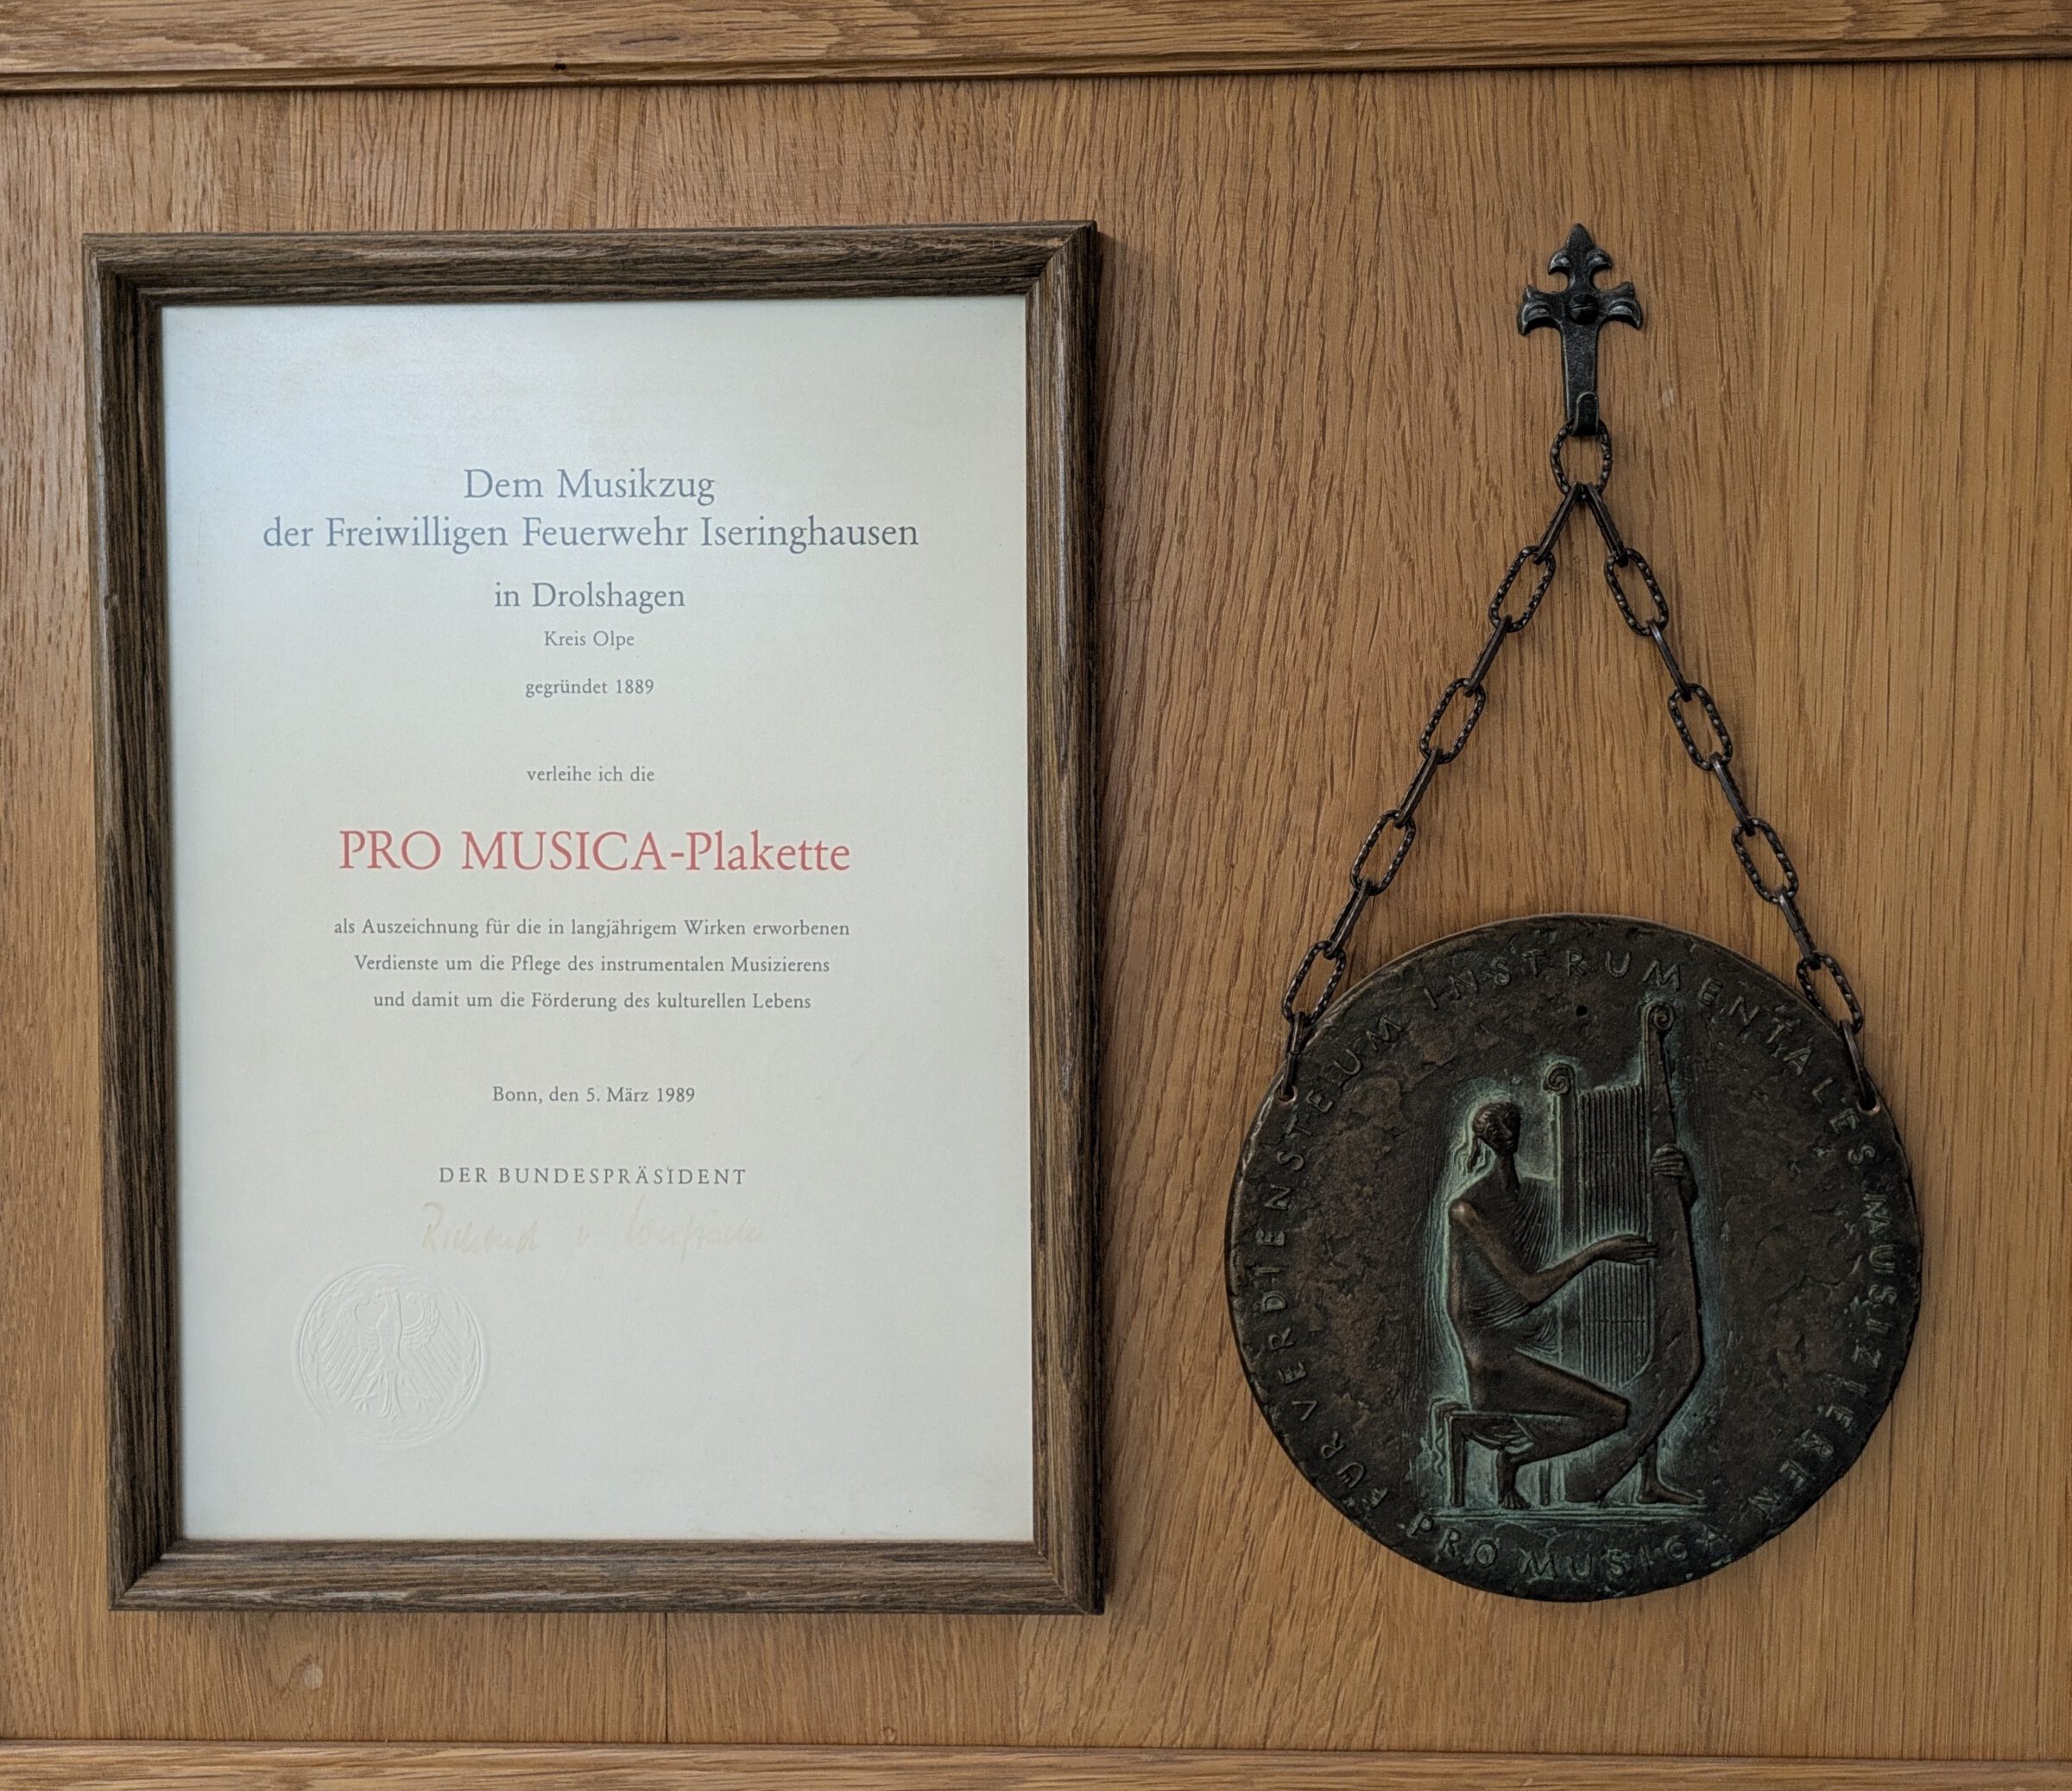 Dem Musikzug
der Freiwilligen Feuerwehr Iseringhausen
in Drolshagen
Kreis Olpe
gegründet 1889
verleihe ich die
PRO MUSICA-Plakette
als Auszeichnung für die in langjährigem Wirken erworbenen
Verdienste um die Pflege des instrumentalen Musizierens
und damit um die Förderung des kulturellen Lebens
Bonn, den 5. März 1989
DER BUNDESPRÄSIDENT
Richard v. Weizsäcker
FÜR VERDIENSTE UM INSTRUMENTALES MUSIZIEREN
PRO MUSICA